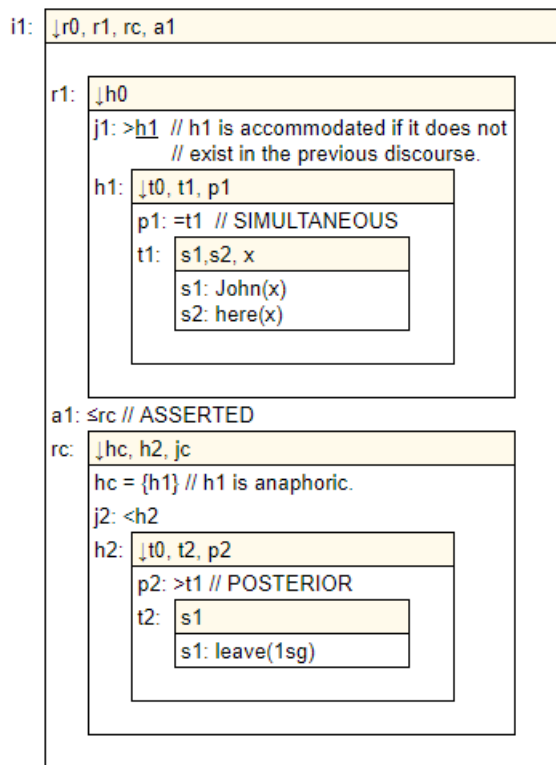 i1: ↓r0, r1, rc, a1
r1: ↓h0
j1: >h1 // h1 is accommodated if it does not
// exist in the previous discourse.
h1: ↓t0, t1, p1
p1: =t1 // SIMULTANEOUS
t1: s1,s2, x
s1: John(x)
s2: here(x)
a1: ≤rc // ASSERTED
rc: ↓hc, h2, jc
hc = {h1} // h1 is anaphoric.
j2: <h2
h2: ↓t0, t2, p2
p2: >t1 // POSTERIOR
t2: s1
s1: leave(1sg)